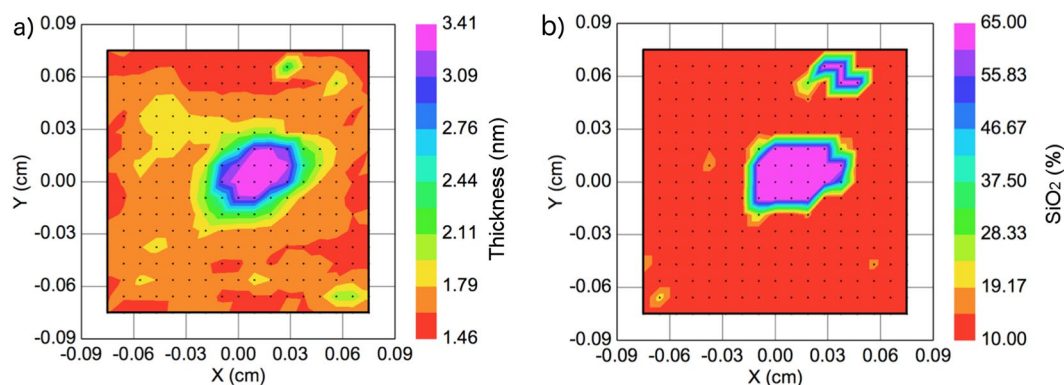 a)
0.09
0.06
0.03
0.00
-0.03
-0.06
-0.09
Y (cm)
-0.09 -0.06 -0.03 0.00 0.03 0.06 0.09
X (cm)
3.41
3.09
2.76
2.44
2.11
1.79
1.46
Thickness (nm)
b)
0.09
0.06
0.03
0.00
-0.03
-0.06
-0.09
Y (cm)
-0.09 -0.06 -0.03 0.00 0.03 0.06 0.09
X (cm)
65.00
55.83
46.67
37.50
28.33
19.17
10.00
SiO2 (%)